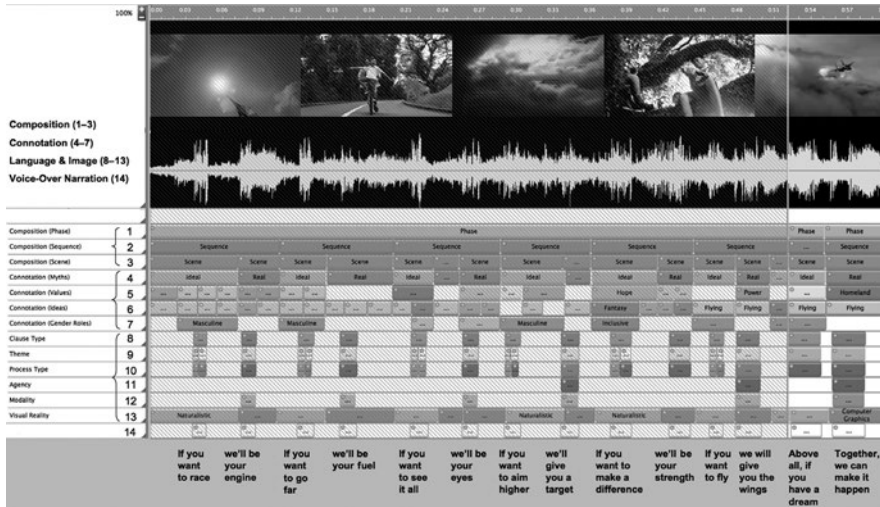 100%
0:00 0:03 0:06 0:09 0:12 0:15 0:18 0:21 0:24 0:27 0:30 0:33 0:36 0:39 0:42 0:45 0:48 0:51 0:54 0:57
Composition (1–3)
Connotation (4–7)
Language & Image (8–13)
Voice-Over Narration (14)
Composition (Phase) 1 Phase Phase Phase
Composition (Sequence) 2 Sequence Sequence Sequence Sequence Sequence Sequence ... Sequence
Composition (Scene) 3 Scene Scene Scene Scene Scene ... Scene Scene ... Scene Scene Scene Scene ... Scene Scene
Connotation (Myths) 4 Ideal Real Ideal Real Ideal ... Real Ideal ... Ideal Real Ideal Real ... Ideal Real
Connotation (Values) 5 Hope Power Homeland
Connotation (Ideas) 6 Fantasy Flying Flying Flying Flying
Connotation (Gender Roles) 7 Masculine Masculine Masculine Inclusive
Clause Type 8
Theme 9
Process Type 10
Agency 11
Modality 12
Visual Reality 13 Naturalistic Naturalistic Naturalistic Computer Graphics
14
If you want to race
we'll be your engine
If you want to go far
we'll be your fuel
If you want to see it all
we'll be your eyes
If you want to aim higher
we'll give you a target
If you want to make a difference
we'll be your strength
If you want to fly
we will give you the wings
Above all, if you have a dream
Together, we can make it happen